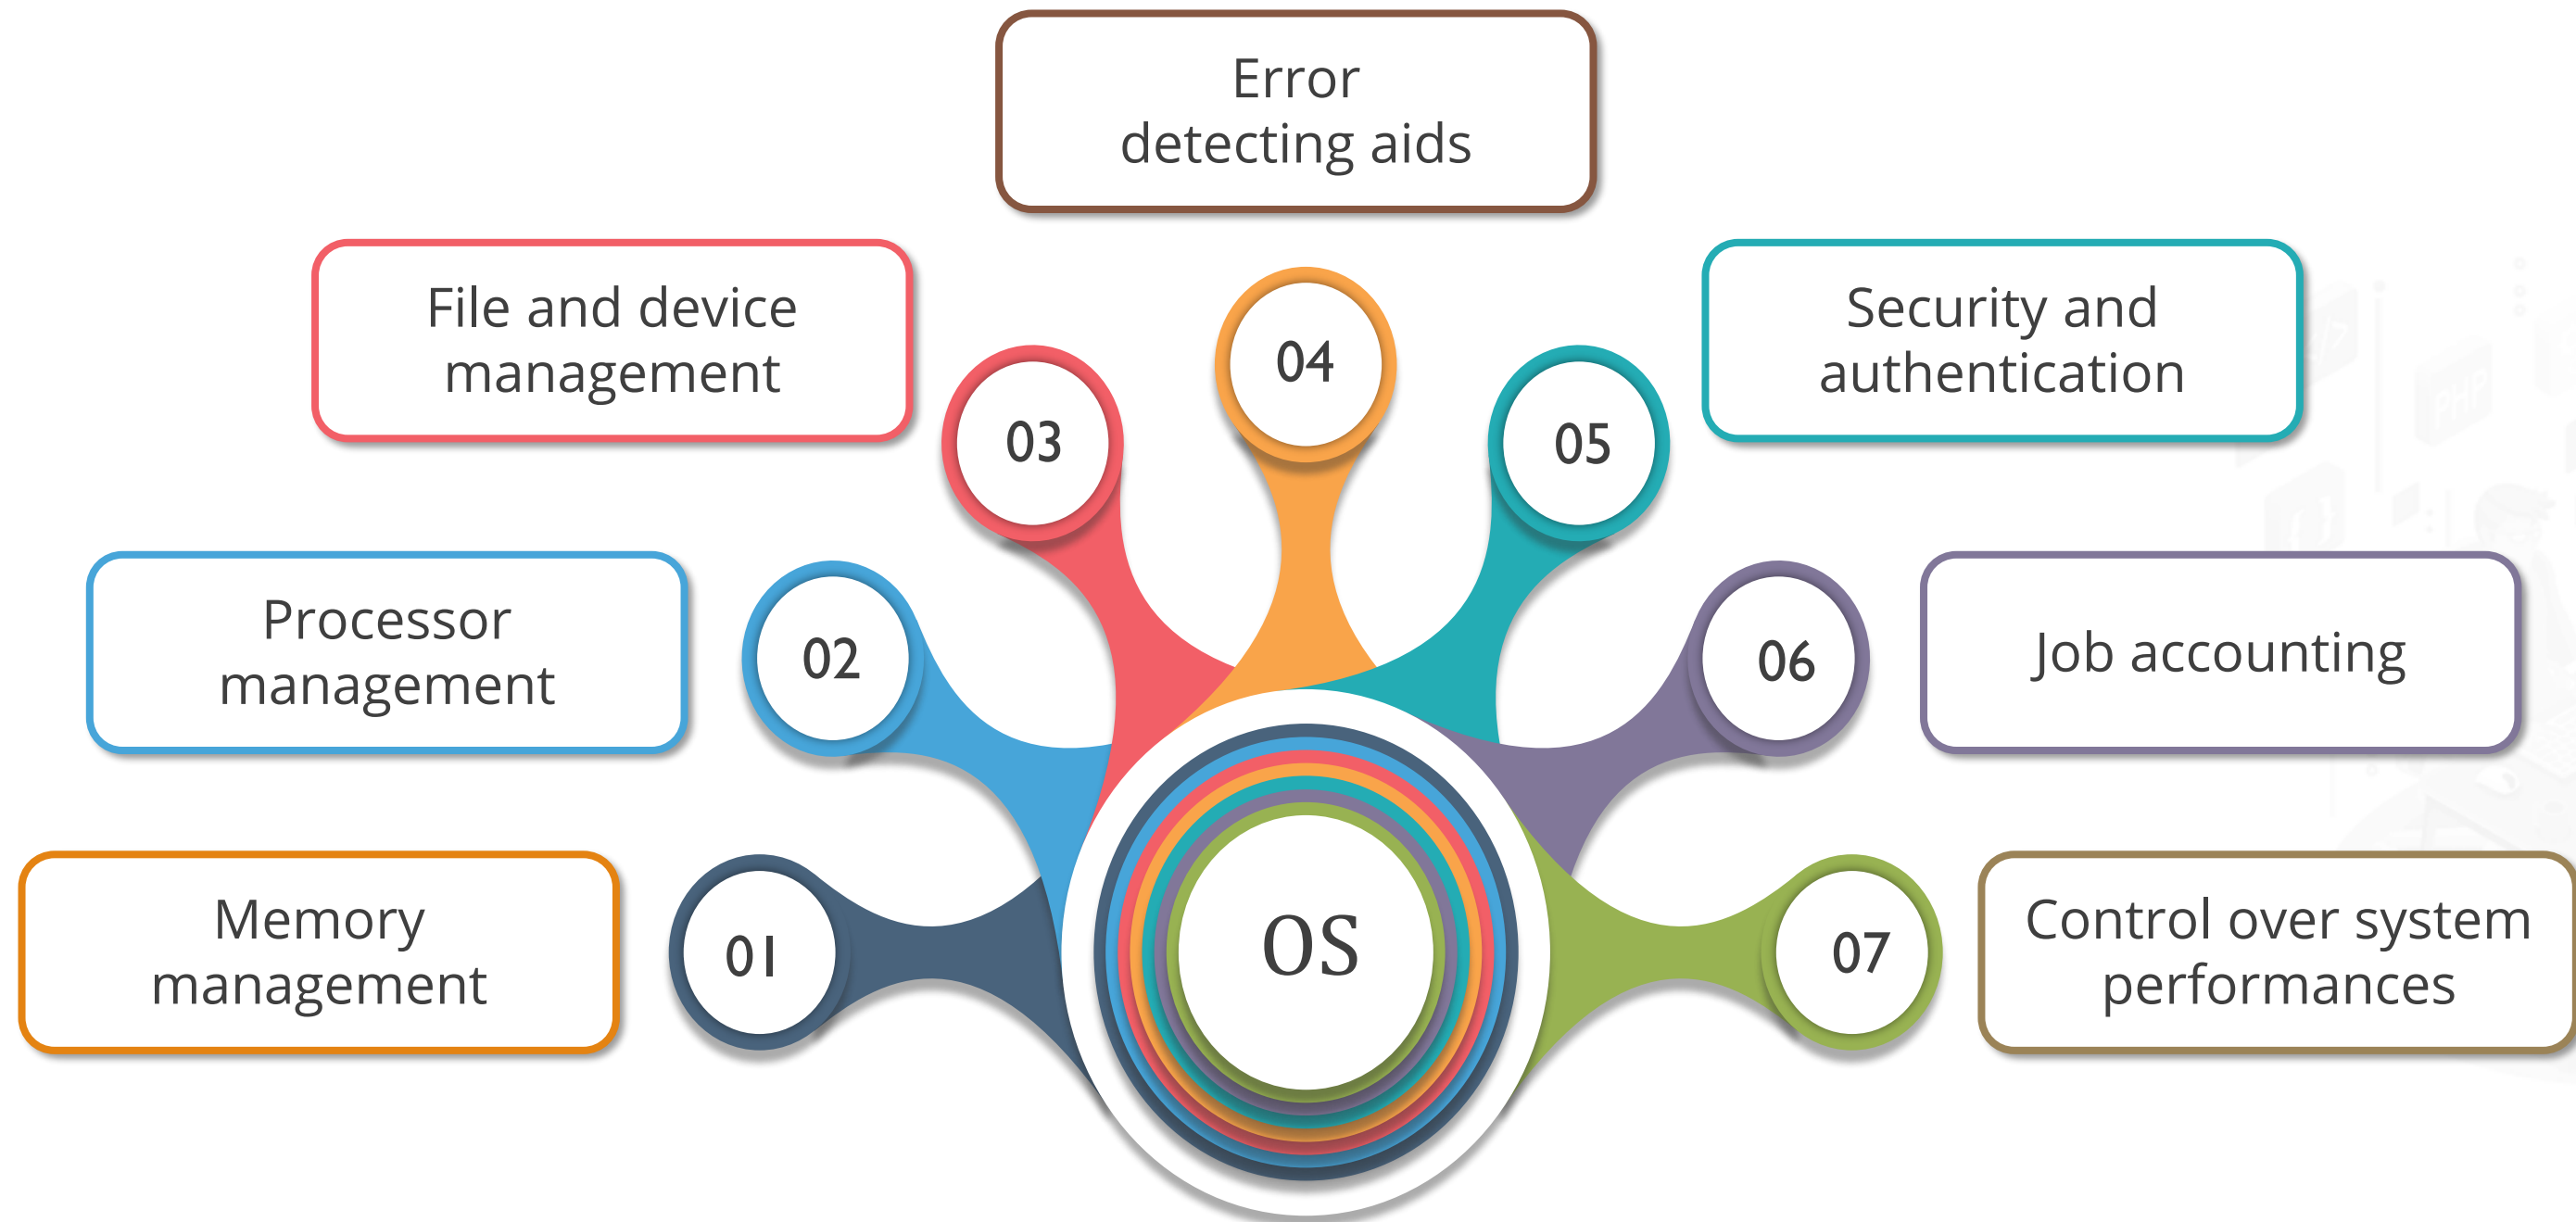 Error
detecting aids
File and device
management
04
Security and
authentication
03
05
Processor
management
02
06
Job accounting
Memory
management
01
OS
07
Control over system
performances
PHP